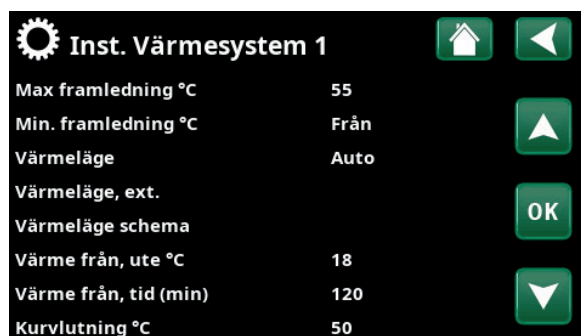 Inst. Värmesystem 1
Max framledning °C 55
Min. framledning °C Från
Värmeläge Auto
Värmeläge, ext.
Värmeläge schema
OK
Värme från, ute °C 18
Värme från, tid (min) 120
Kurvlutning °C 50